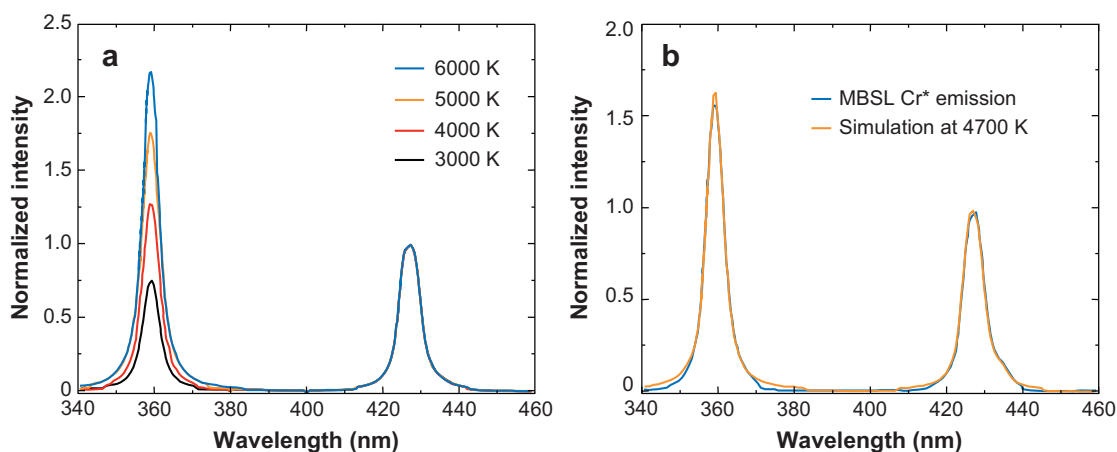 a
2.5
2.0
1.5
1.0
0.5
0
Normalized intensity
6000 K
5000 K
4000 K
3000 K
340 360 380 400 420 440 460
Wavelength (nm)
b
2.0
1.5
1.0
0.5
0
Normalized intensity
MBSL Cr* emission
Simulation at 4700 K
340 360 380 400 420 440 460
Wavelength (nm)